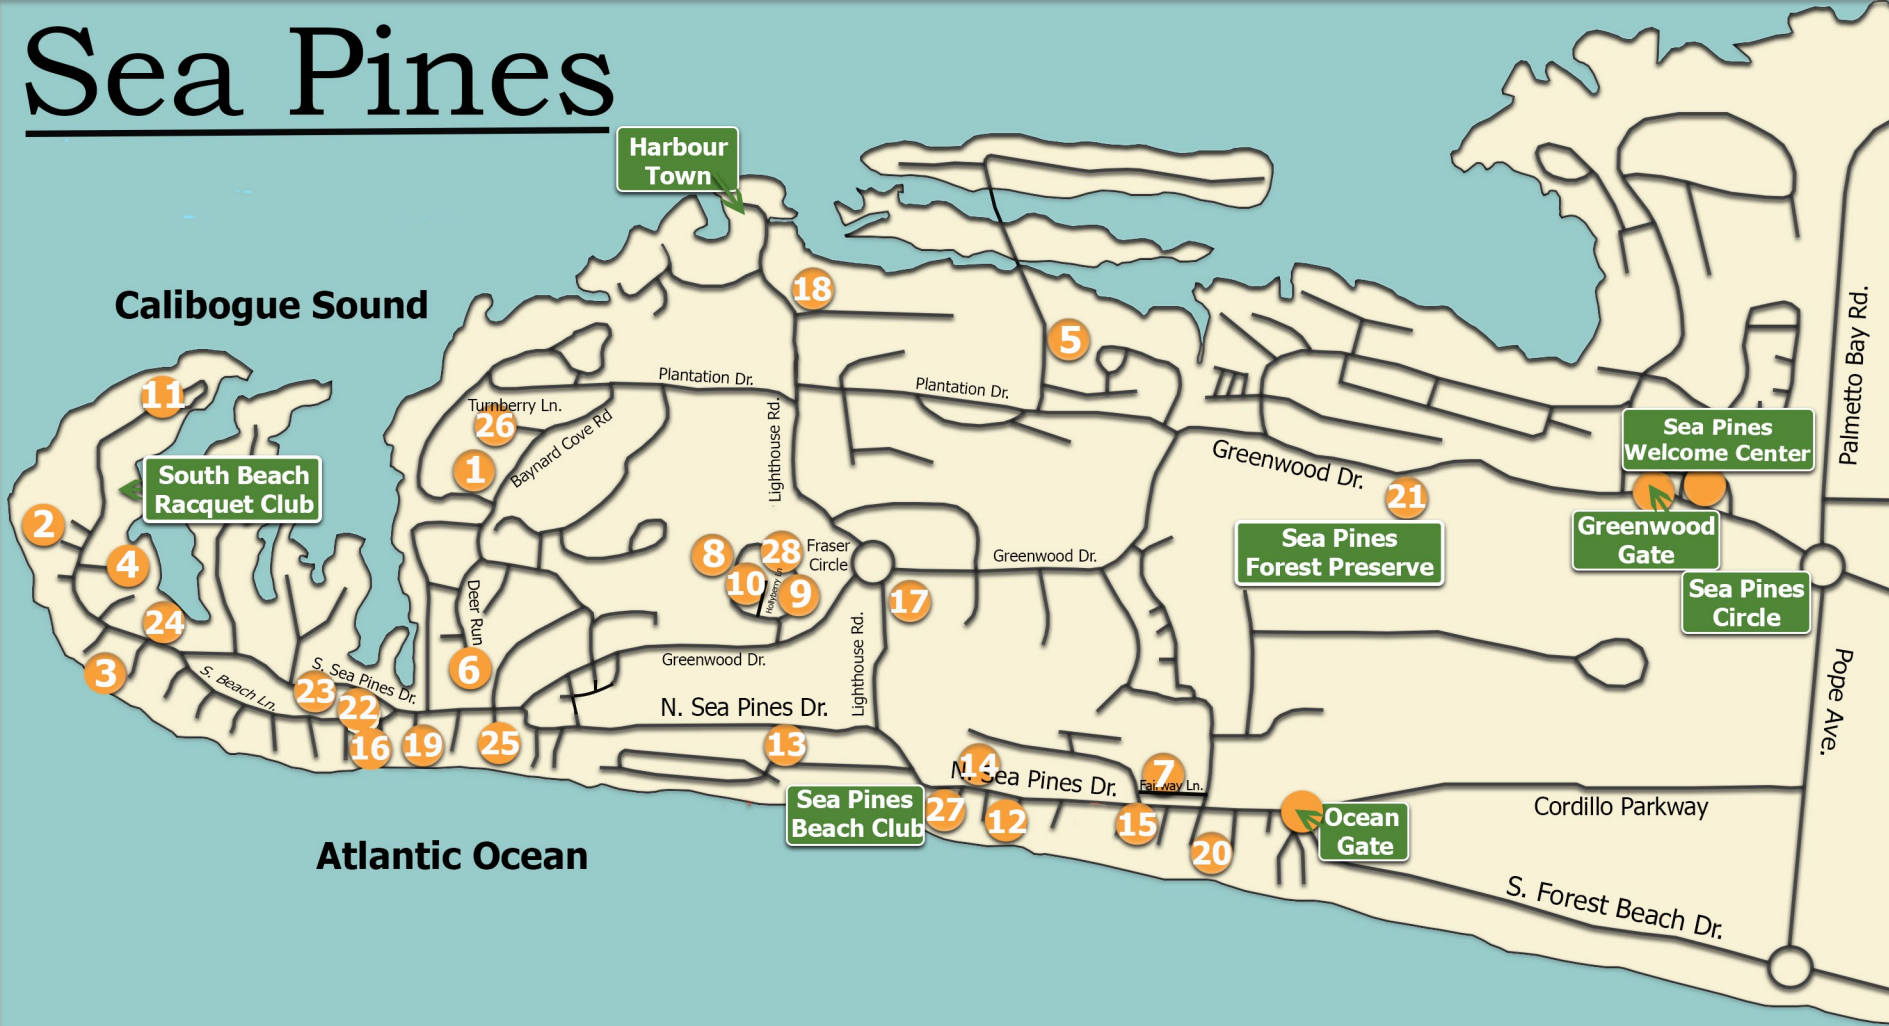 Sea Pines
Harbour
Town
Calibogue Sound
18
5
Palmetto Bay Rd.
11
Plantation Dr.
Plantation Dr.
Turnberry Ln.
26
Baynard Cove Rd
Lighthouse Rd.
1
South Beach
Racquet Club
Greenwood Dr.
21
Sea Pines
Welcome Center
2
4
24
3
Greenwood
Gate
Sea Pines
Forest Preserve
Sea Pines
Circle
8
28
10
9
Hollyberry Ln
Fraser
Circle
Greenwood Dr.
17
Deer Run
6
Greenwood Dr.
Lighthouse Rd.
S. Sea Pines Dr.
S. Beach Ln.
23
22
16
19
25
N. Sea Pines Dr.
13
Pope Ave.
14
N. Sea Pines Dr.
7
Fairway Ln.
Sea Pines
Beach Club
27
12
15
20
Ocean
Gate
Cordillo Parkway
S. Forest Beach Dr.
Atlantic Ocean